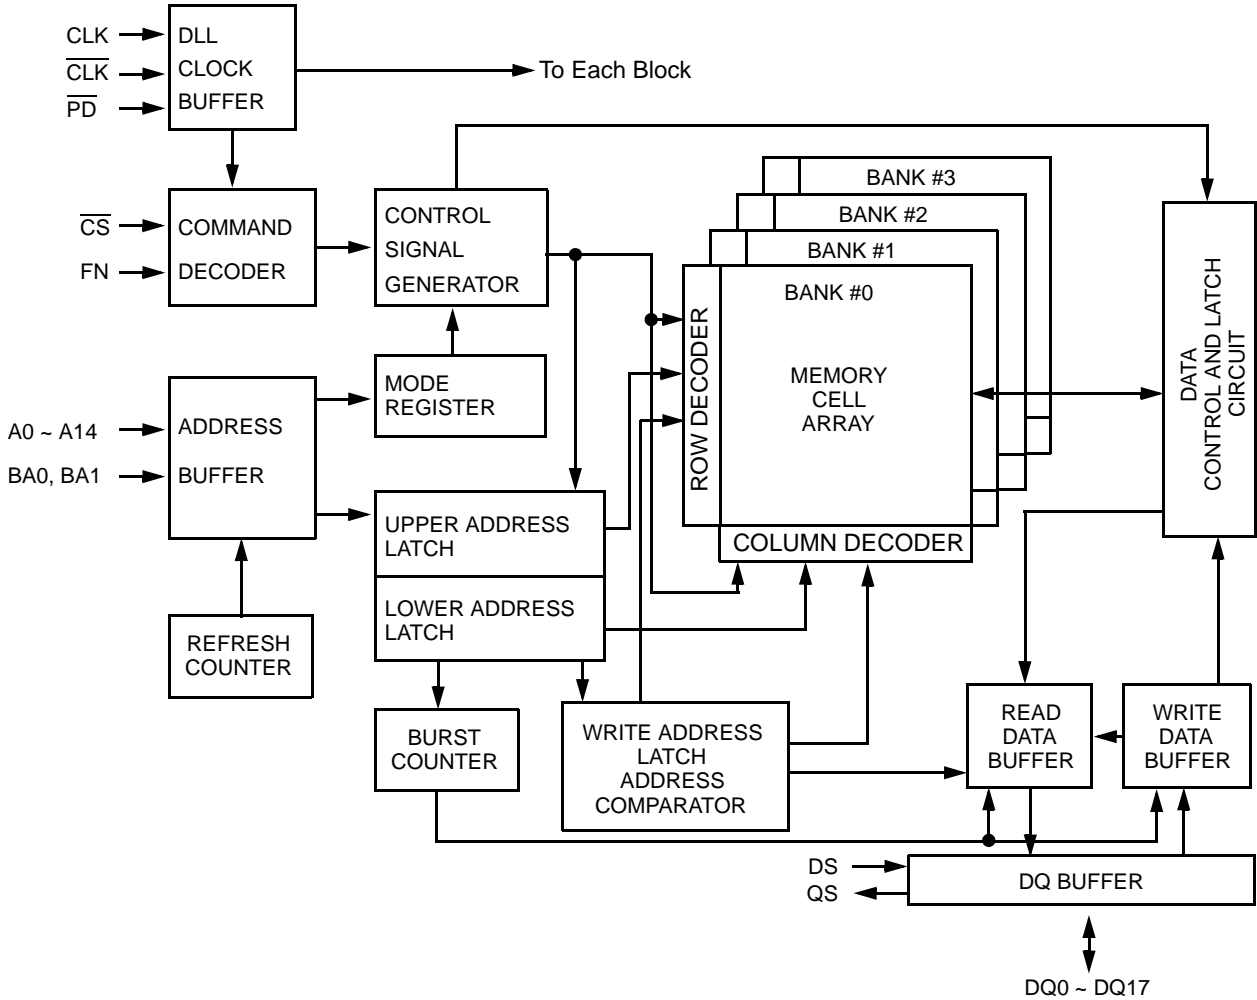 CLK
CLK
PD
DLL
CLOCK
BUFFER
To Each Block
CS
FN
COMMAND
DECODER
CONTROL
SIGNAL
GENERATOR
BANK #3
BANK #2
BANK #1
BANK #0
ROW DECODER
MEMORY
CELL
ARRAY
COLUMN DECODER
DATA
CONTROL AND LATCH
CIRCUIT
MODE
REGISTER
A0 ~ A14
BA0, BA1
ADDRESS
BUFFER
UPPER ADDRESS
LATCH
LOWER ADDRESS
LATCH
REFRESH
COUNTER
BURST
COUNTER
WRITE ADDRESS
LATCH
ADDRESS
COMPARATOR
READ
DATA
BUFFER
WRITE
DATA
BUFFER
DS
QS
DQ BUFFER
DQ0 ~ DQ17